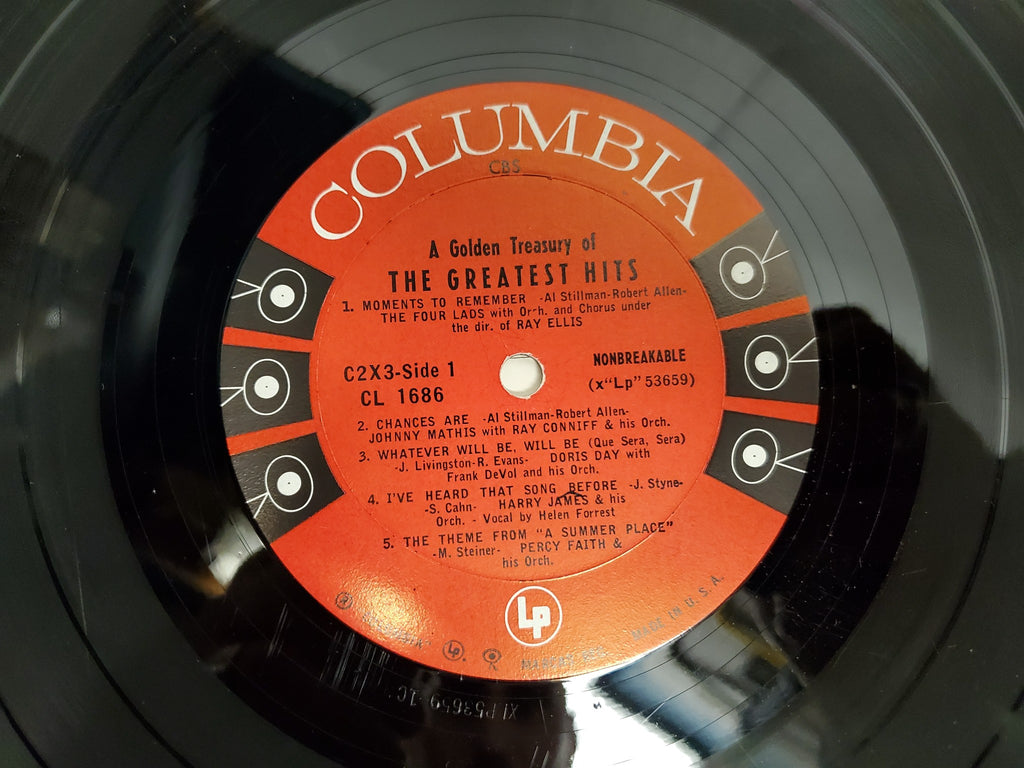 COLUMBIA
CBS
A Golden Treasury of
THE GREATEST HITS
1. MOMENTS TO REMEMBER -Al Stillman-Robert Allen-
THE FOUR LADS with Orch. and Chorus under
the dir. of RAY ELLIS
C2X3-Side 1
CL 1686
NONBREAKABLE
(x"Lp" 53659)
2. CHANCES ARE -Al Stillman-Robert Allen-
JOHNNY MATHIS with RAY CONNIFF & his Orch.
3. WHATEVER WILL BE, WILL BE (Que Sera, Sera)
-J. Livingston-R. Evans- DORIS DAY with
Frank DeVol and his Orch.
4. I'VE HEARD THAT SONG BEFORE -J. Styne-
-S. Cahn- HARRY JAMES & his
Orch. - Vocal by Helen Forrest
5. THE THEME FROM "A SUMMER PLACE"
-M. Steiner- PERCY FAITH &
his Orch.
Lp
® Lp MADE IN U. S. A.